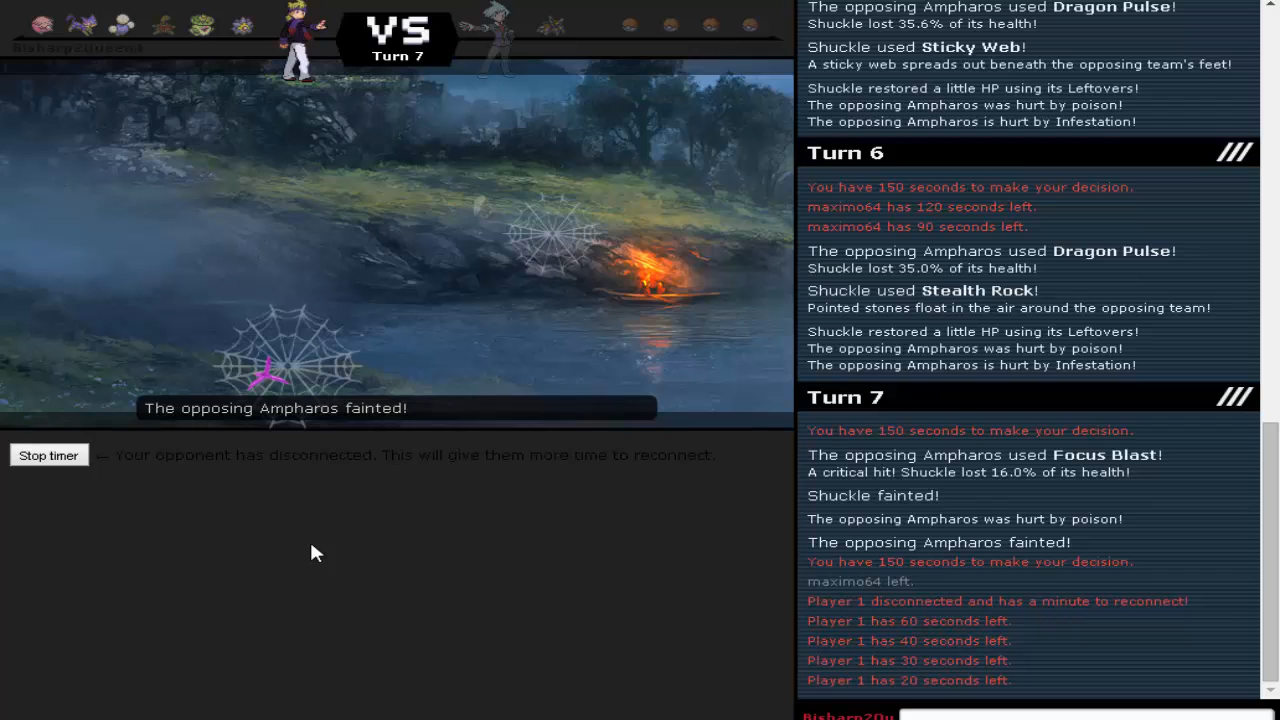 VS
Turn 7
Bisharp2Queen
The opposing Ampharos fainted!
Stop timer ← Your opponent has disconnected. This will give them more time to reconnect.
The opposing Ampharos used Dragon Pulse!
Shuckle lost 35.6% of its health!
Shuckle used Sticky Web!
A sticky web spreads out beneath the opposing team's feet!
Shuckle restored a little HP using its Leftovers!
The opposing Ampharos was hurt by poison!
The opposing Ampharos is hurt by Infestation!
Turn 6
You have 150 seconds to make your decision.
maximo64 has 120 seconds left.
maximo64 has 90 seconds left.
The opposing Ampharos used Dragon Pulse!
Shuckle lost 35.0% of its health!
Shuckle used Stealth Rock!
Pointed stones float in the air around the opposing team!
Shuckle restored a little HP using its Leftovers!
The opposing Ampharos was hurt by poison!
The opposing Ampharos is hurt by Infestation!
Turn 7
You have 150 seconds to make your decision.
The opposing Ampharos used Focus Blast!
A critical hit! Shuckle lost 16.0% of its health!
Shuckle fainted!
The opposing Ampharos was hurt by poison!
The opposing Ampharos fainted!
You have 150 seconds to make your decision.
maximo64 left.
Player 1 disconnected and has a minute to reconnect!
Player 1 has 60 seconds left.
Player 1 has 40 seconds left.
Player 1 has 30 seconds left.
Player 1 has 20 seconds left.
Bisharp2Qu